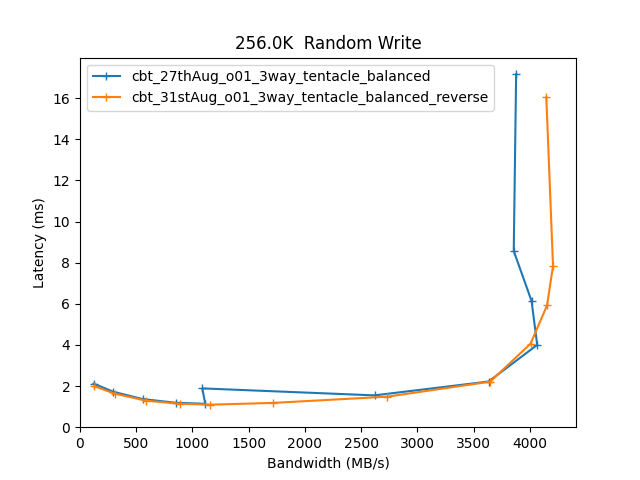 256.0K  Random Write
cbt_27thAug_o01_3way_tentacle_balanced
cbt_31stAug_o01_3way_tentacle_balanced_reverse
16
14
12
10
8
6
4
2
0
Latency (ms)
0 500 1000 1500 2000 2500 3000 3500 4000
Bandwidth (MB/s)